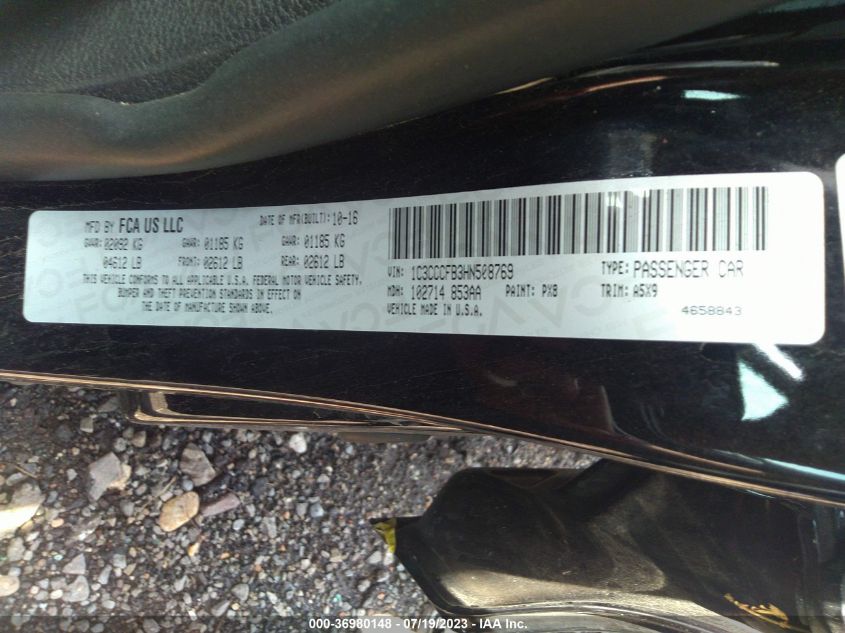 MFD BY FCA US LLC DATE OF MFR(BUILT): 10-16
GVWR: 02092 KG GAWR: 01185 KG GAWR: 01185 KG
04612 LB FRONT: 02612 LB REAR: 02612 LB
THIS VEHICLE CONFORMS TO ALL APPLICABLE U.S.A. FEDERAL MOTOR VEHICLE SAFETY,
BUMPER AND THEFT PREVENTION STANDARDS IN EFFECT ON
THE DATE OF MANUFACTURE SHOWN ABOVE.
VIN: 1C3CCCFB3HN508769 TYPE: PASSENGER CAR
MDH: 102714 853AA PAINT: PX8 TRIM: A5X9
VEHICLE MADE IN U.S.A. 4658843
000-36980148 - 07/19/2023 - IAA Inc.